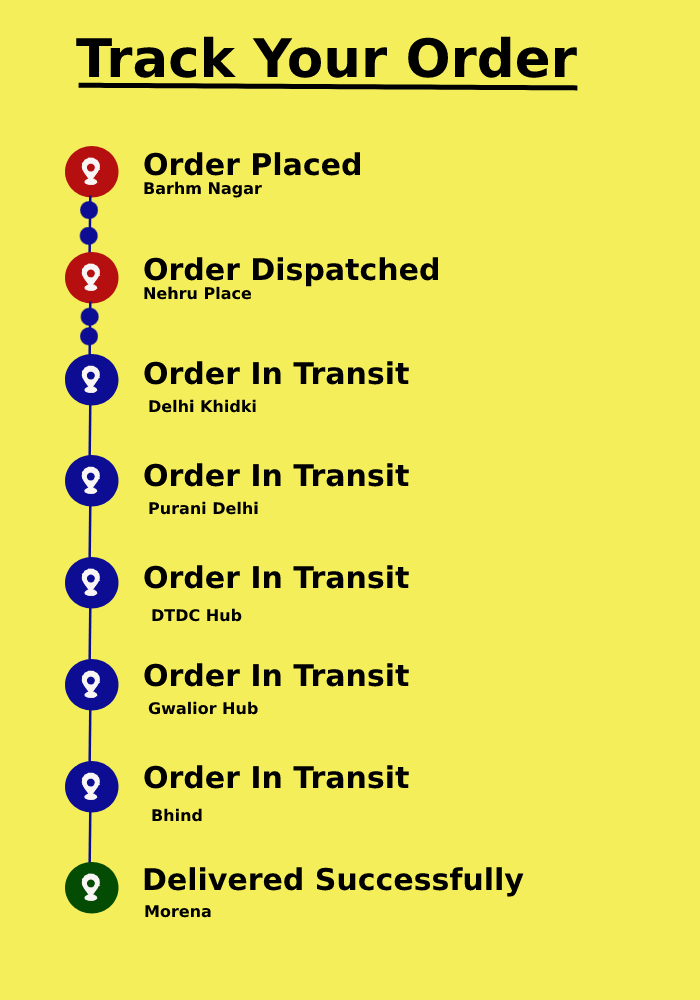 Track Your Order
Order Placed
Barhm Nagar
Order Dispatched
Nehru Place
Order In Transit
Delhi Khidki
Order In Transit
Purani Delhi
Order In Transit
DTDC Hub
Order In Transit
Gwalior Hub
Order In Transit
Bhind
Delivered Successfully
Morena